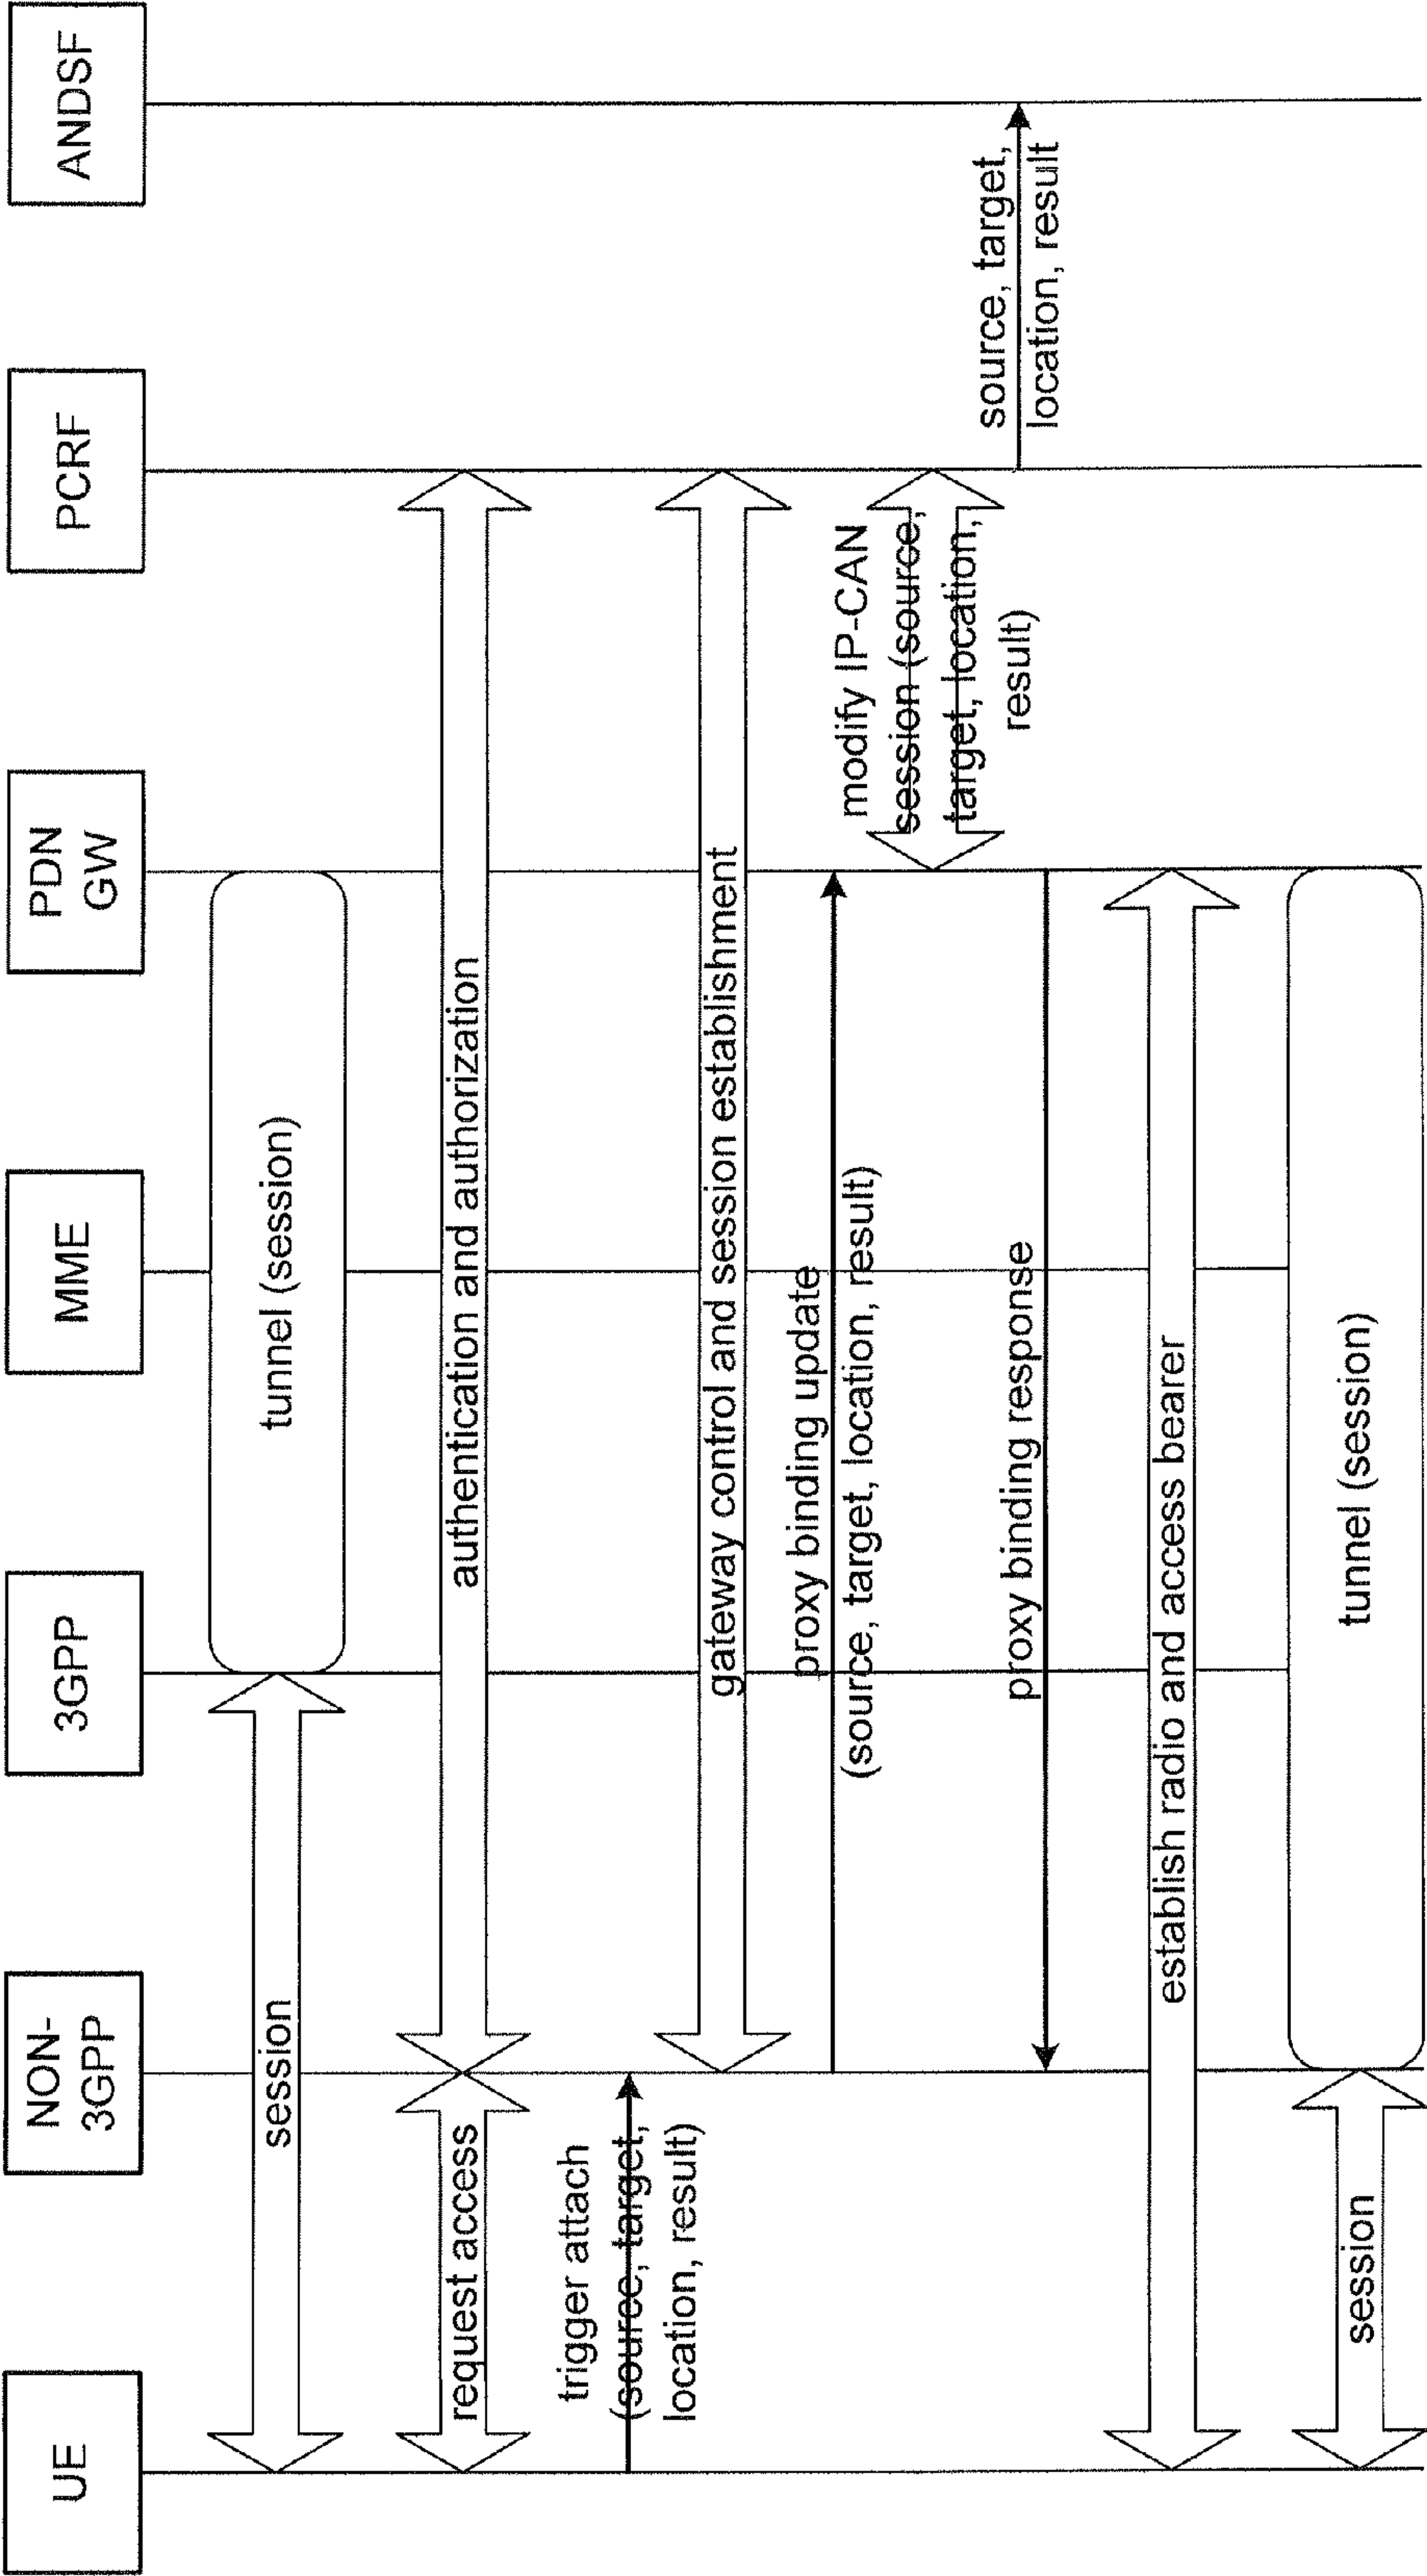 UE
NON-
3GPP
3GPP
MME
PDN
GW
PCRF
ANDSF
session
tunnel (session)
request access
authentication and authorization
trigger attach
(source, target,
location, result)
gateway control and session establishment
proxy binding update
(source, target, location, result)
modify IP-CAN
session (source,
target, location,
result)
source, target,
location, result
proxy binding response
establish radio and access bearer
session
tunnel (session)